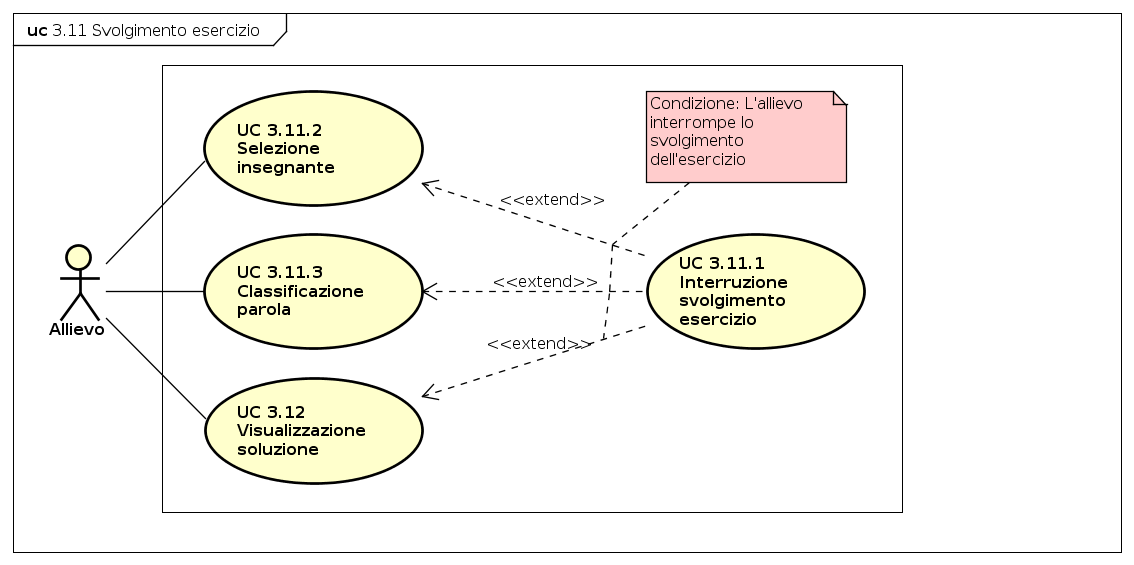 uc 3.11 Svolgimento esercizio
UC 3.11.2
Selezione
insegnante
Condizione: L'allievo
interrompe lo
svolgimento
dell'esercizio
<<extend>>
UC 3.11.3
Classificazione
parola
<<extend>>
UC 3.11.1
Interruzione
svolgimento
esercizio
Allievo
<<extend>>
UC 3.12
Visualizzazione
soluzione